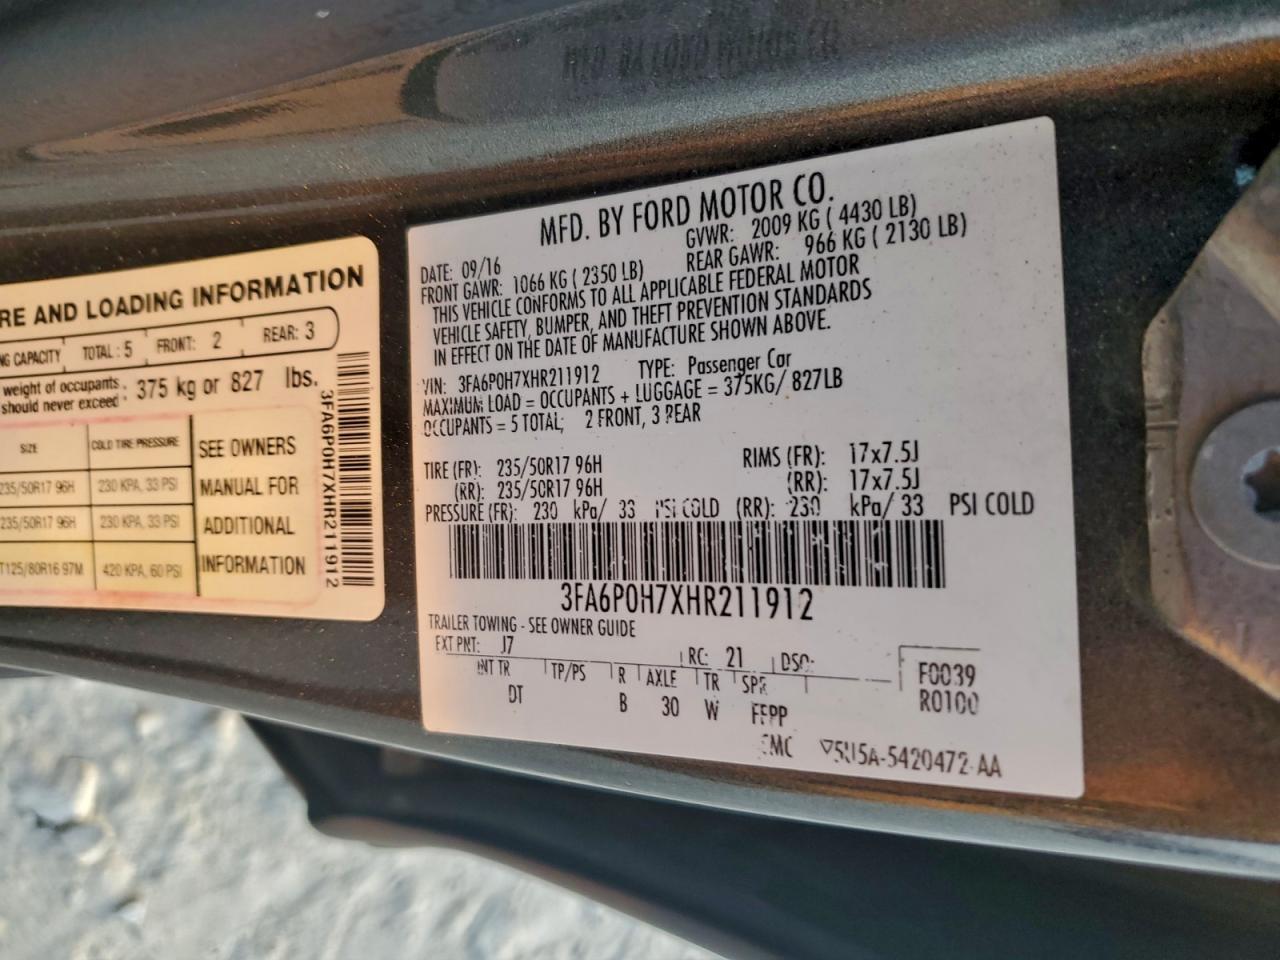 RE AND LOADING INFORMATION
NG CAPACITY TOTAL: 5 FRONT: 2 REAR: 3
weight of occupants
should never exceed 375 kg or 827 lbs.
SIZE COLD TIRE PRESSURE SEE OWNERS
235/50R17 96H 230 KPA, 33 PSI MANUAL FOR
235/50R17 96H 230 KPA, 33 PSI ADDITIONAL
T125/80R16 97M 420 KPA, 60 PSI INFORMATION
3FA6P0H7XHR211912
MFD. BY FORD MOTOR CO.
DATE: 09/16 GVWR: 2009 KG ( 4430 LB)
FRONT GAWR: 1066 KG ( 2350 LB) REAR GAWR: 966 KG ( 2130 LB)
THIS VEHICLE CONFORMS TO ALL APPLICABLE FEDERAL MOTOR
VEHICLE SAFETY, BUMPER, AND THEFT PREVENTION STANDARDS
IN EFFECT ON THE DATE OF MANUFACTURE SHOWN ABOVE.
VIN: 3FA6P0H7XHR211912 TYPE: Passenger Car
MAXIMUM LOAD = OCCUPANTS + LUGGAGE = 375KG/ 827LB
OCCUPANTS = 5 TOTAL; 2 FRONT, 3 REAR
TIRE (FR): 235/50R17 96H RIMS (FR): 17x7.5J
(RR): 235/50R17 96H (RR): 17x7.5J
PRESSURE (FR): 230 kPa/ 33 PSI COLD (RR): 230 kPa/ 33 PSI COLD
3FA6P0H7XHR211912
TRAILER TOWING - SEE OWNER GUIDE
EXT PNT: J7 RC: 21 DSO: F0039
INT TR TP/PS R AXLE TR SPR R0100
DT B 30 W
5U5A-5420472-AA